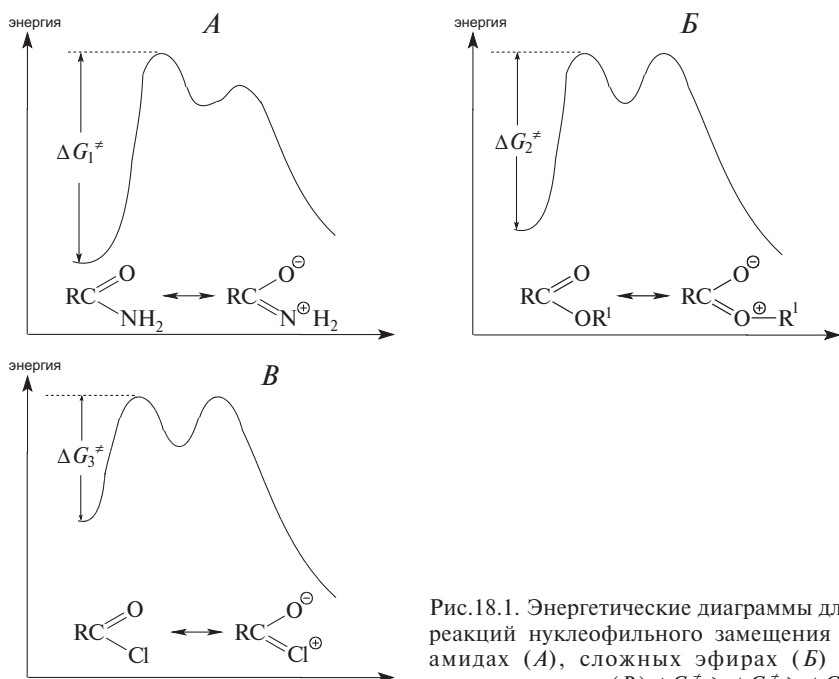 энергия
А
ΔG₁≠
RC
O
NH₂
RC
O⊖
N⊕H₂
энергия
Б
ΔG₂≠
RC
O
OR¹
RC
O⊖
O⊕—R¹
энергия
В
ΔG₃≠
RC
O
Cl
RC
O⊖
Cl⊕
Рис.18.1. Энергетические диаграммы дл
реакций нуклеофильного замещения
амидах (А), сложных эфирах (Б)